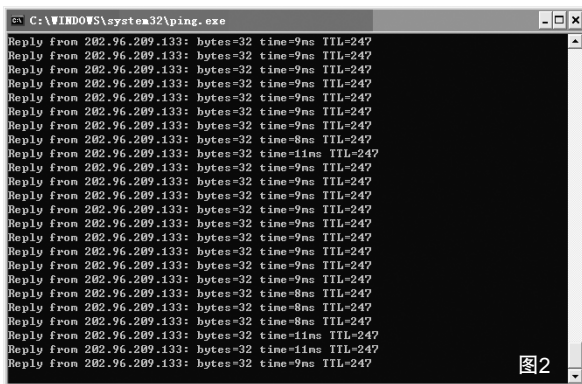 C:\WINDOWS\system32\ping.exe
Reply from 202.96.209.133: bytes=32 time=9ms TTL=247
Reply from 202.96.209.133: bytes=32 time=9ms TTL=247
Reply from 202.96.209.133: bytes=32 time=9ms TTL=247
Reply from 202.96.209.133: bytes=32 time=9ms TTL=247
Reply from 202.96.209.133: bytes=32 time=9ms TTL=247
Reply from 202.96.209.133: bytes=32 time=9ms TTL=247
Reply from 202.96.209.133: bytes=32 time=9ms TTL=247
Reply from 202.96.209.133: bytes=32 time=8ms TTL=247
Reply from 202.96.209.133: bytes=32 time=11ms TTL=247
Reply from 202.96.209.133: bytes=32 time=9ms TTL=247
Reply from 202.96.209.133: bytes=32 time=9ms TTL=247
Reply from 202.96.209.133: bytes=32 time=9ms TTL=247
Reply from 202.96.209.133: bytes=32 time=9ms TTL=247
Reply from 202.96.209.133: bytes=32 time=9ms TTL=247
Reply from 202.96.209.133: bytes=32 time=9ms TTL=247
Reply from 202.96.209.133: bytes=32 time=9ms TTL=247
Reply from 202.96.209.133: bytes=32 time=9ms TTL=247
Reply from 202.96.209.133: bytes=32 time=9ms TTL=247
Reply from 202.96.209.133: bytes=32 time=8ms TTL=247
Reply from 202.96.209.133: bytes=32 time=8ms TTL=247
Reply from 202.96.209.133: bytes=32 time=8ms TTL=247
Reply from 202.96.209.133: bytes=32 time=11ms TTL=247
Reply from 202.96.209.133: bytes=32 time=11ms TTL=247
Reply from 202.96.209.133: bytes=32 time=9ms TTL=247
图2